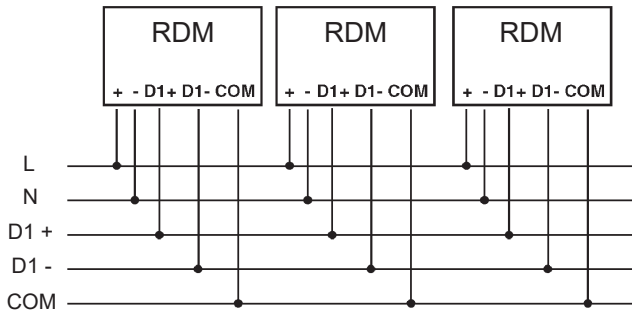 RDM RDM RDM
+ - D1+ D1- COM + - D1+ D1- COM + - D1+ D1- COM
L
N
D1 +
D1 -
COM